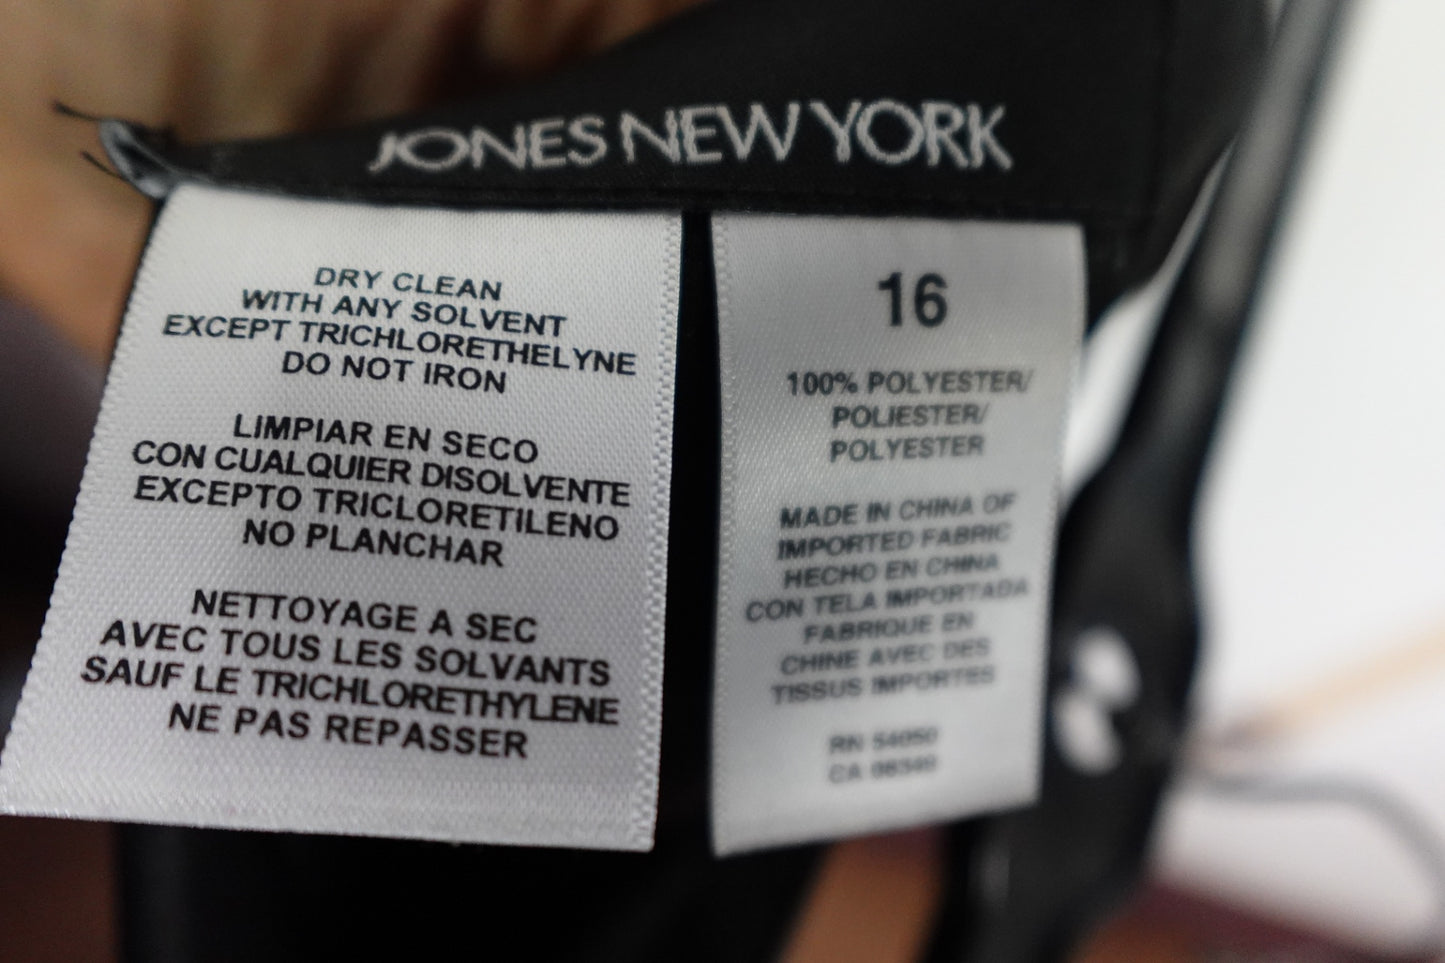 JONES NEW YORK
DRY CLEAN
WITH ANY SOLVENT
EXCEPT TRICHLORETHELYNE
DO NOT IRON
LIMPIAR EN SECO
CON CUALQUIER DISOLVENTE
EXCEPTO TRICLORETILENO
NO PLANCHAR
NETTOYAGE A SEC
AVEC TOUS LES SOLVANTS
SAUF LE TRICHLORETHYLENE
NE PAS REPASSER
16
100% POLYESTER/
POLIESTER/
POLYESTER
MADE IN CHINA OF
IMPORTED FABRIC
HECHO EN CHINA
CON TELA IMPORTADA
FABRIQUE EN
CHINE AVEC DES
TISSUS IMPORTES
RN 54050
CA